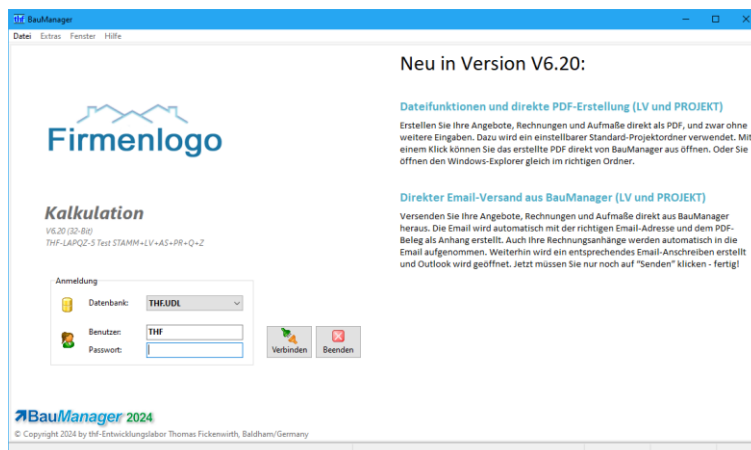 thf BauManager
Datei Extras Fenster Hilfe
Firmenlogo
Kalkulation
V6.20 (32-Bit)
THF-LAPQZ-5 Test STAMM+LV+AS+PR+Q+Z
Anmeldung
Datenbank: THF.UDL
Benutzer: THF
Passwort:
Verbinden Beenden
BauManager 2024
© Copyright 2024 by thf-Entwicklungslabor Thomas Fickenwirth, Baldham/Germany
Neu in Version V6.20:
Dateifunktionen und direkte PDF-Erstellung (LV und PROJEKT)
Erstellen Sie Ihre Angebote, Rechnungen und Aufmaße direkt als PDF, und zwar ohne
weitere Eingaben. Dazu wird ein einstellbarer Standard-Projektordner verwendet. Mit
einem Klick können Sie das erstellte PDF direkt von BauManager aus öffnen. Oder Sie
öffnen den Windows-Explorer gleich im richtigen Ordner.
Direkter Email-Versand aus BauManager (LV und PROJEKT)
Versenden Sie Ihre Angebote, Rechnungen und Aufmaße direkt aus BauManager
heraus. Die Email wird automatisch mit der richtigen Email-Adresse und dem PDF-
Beleg als Anhang erstellt. Auch Ihre Rechnungsanhänge werden automatisch in die
Email aufgenommen. Weiterhin wird ein entsprechendes Email-Anschreiben erstellt
und Outlook wird geöffnet. Jetzt müssen Sie nur noch auf "Senden" klicken - fertig!